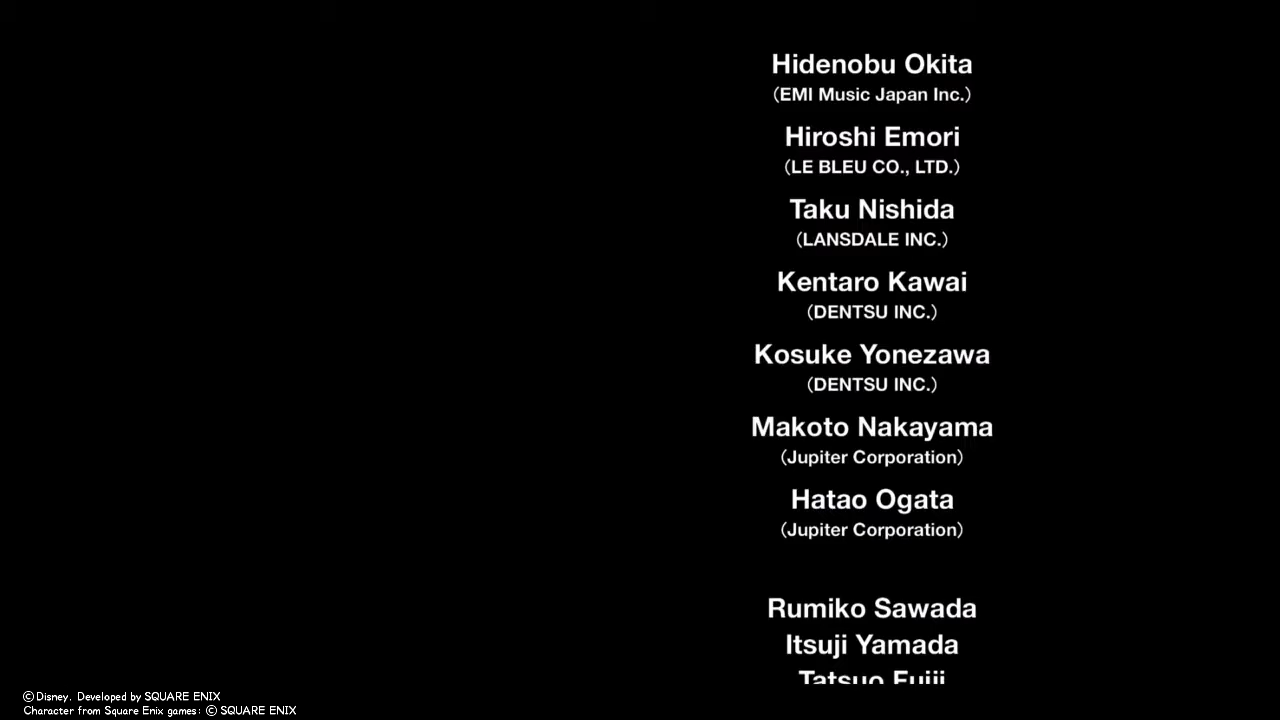 Hidenobu Okita
(EMI Music Japan Inc.)
Hiroshi Emori
(LE BLEU CO., LTD.)
Taku Nishida
(LANSDALE INC.)
Kentaro Kawai
(DENTSU INC.)
Kosuke Yonezawa
(DENTSU INC.)
Makoto Nakayama
(Jupiter Corporation)
Hatao Ogata
(Jupiter Corporation)
Rumiko Sawada
Itsuji Yamada
Tatsuo Fujii
©Disney. Developed by SQUARE ENIX
Character from Square Enix games: © SQUARE ENIX